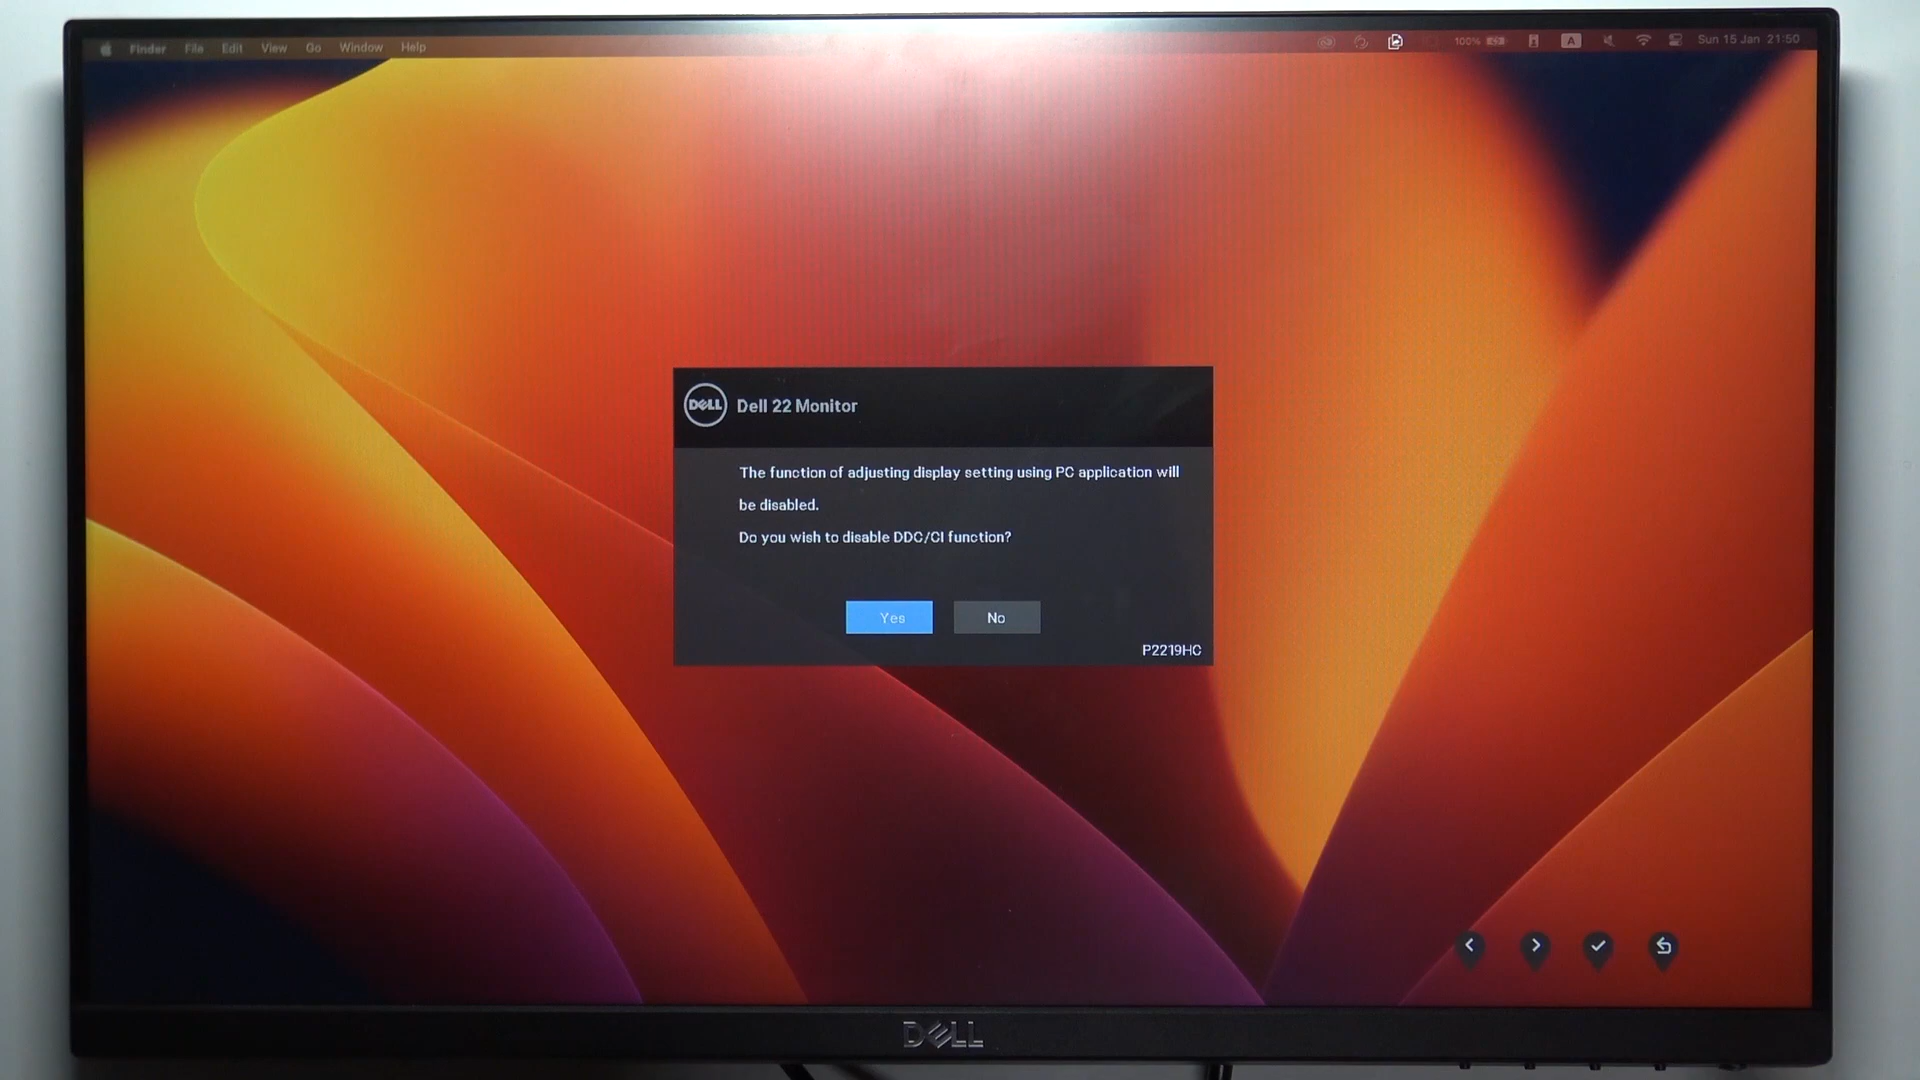 Finder File Edit View Go Window Help
100% A Sun 15 Jan 21:50
DELL Dell 22 Monitor
The function of adjusting display setting using PC application will
be disabled.
Do you wish to disable DDC/CI function?
Yes No
P2219HC
DELL